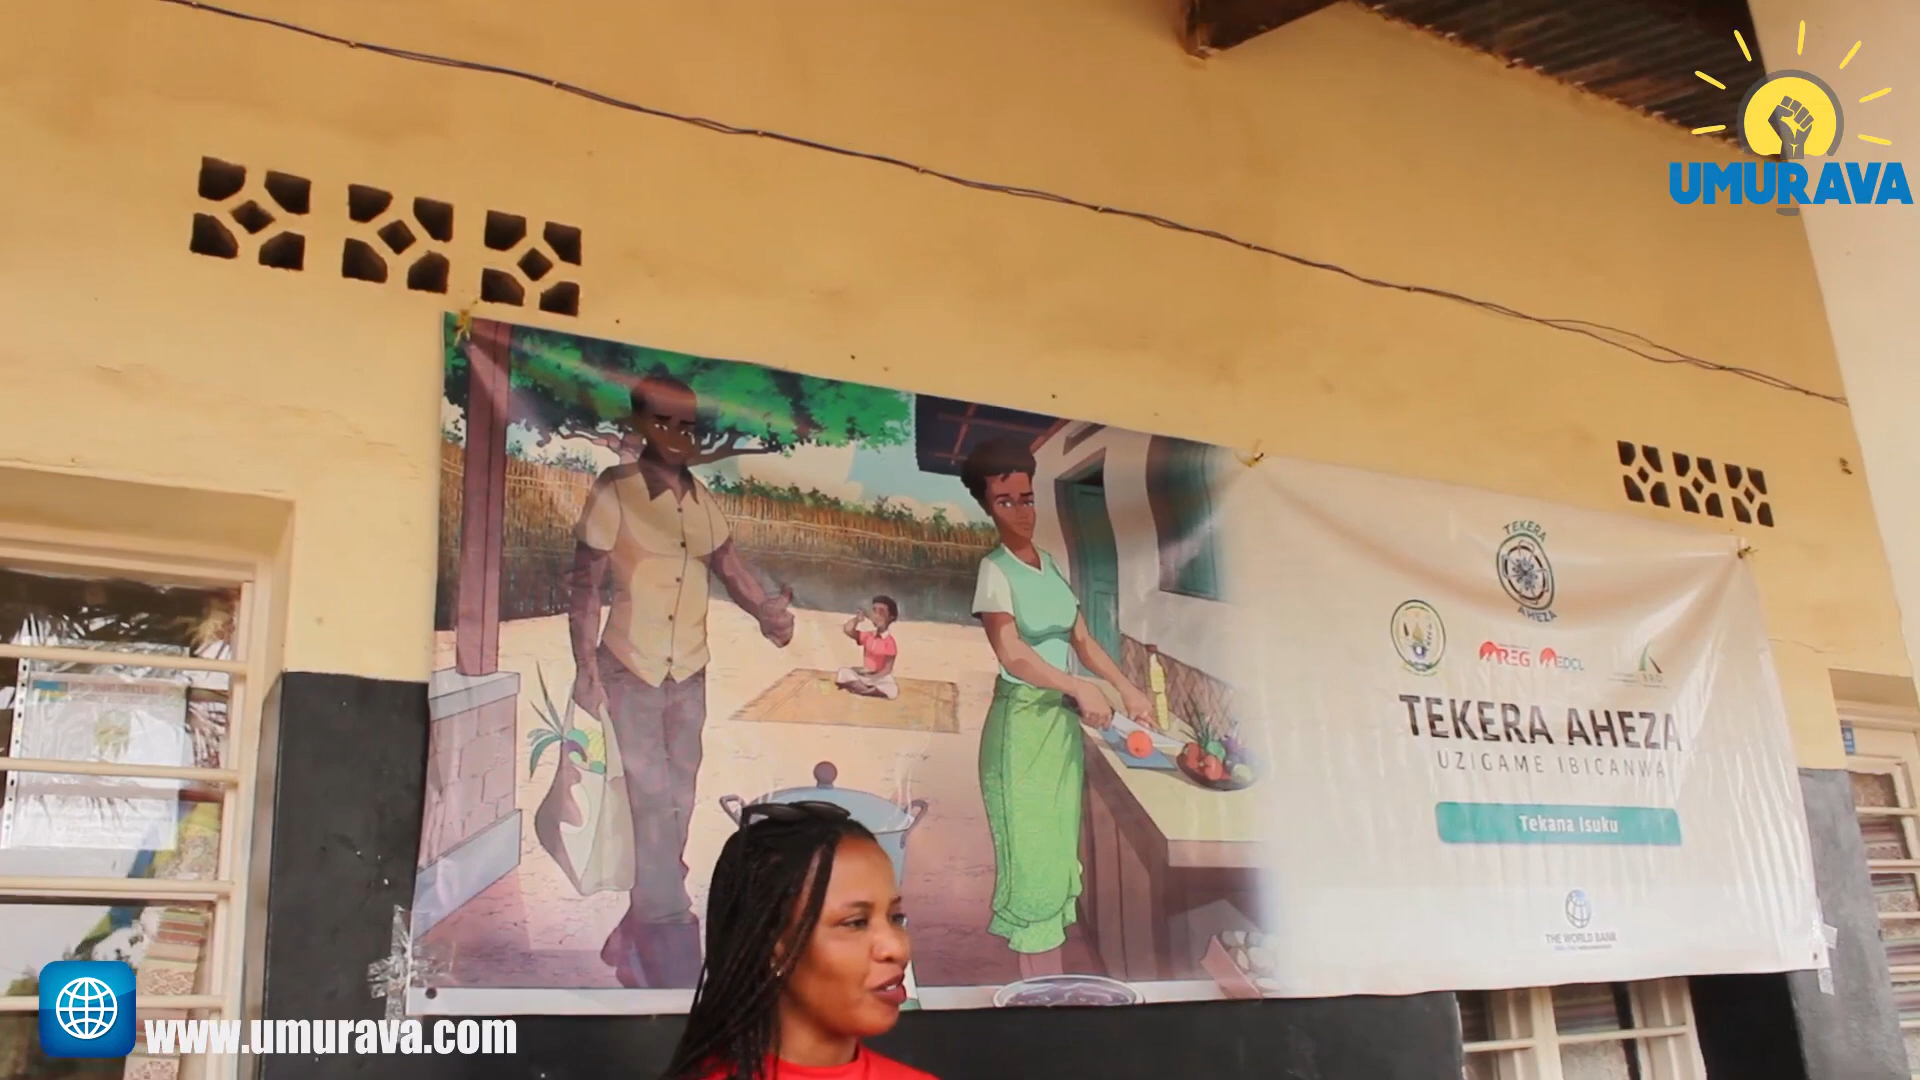 UMURAVA
TEKERA
AHEZA
REG
EDCL
TEKERA AHEZA
UZIGAME IBICANWA
Tekana Isuku
THE WORLD BANK
www.umurava.com